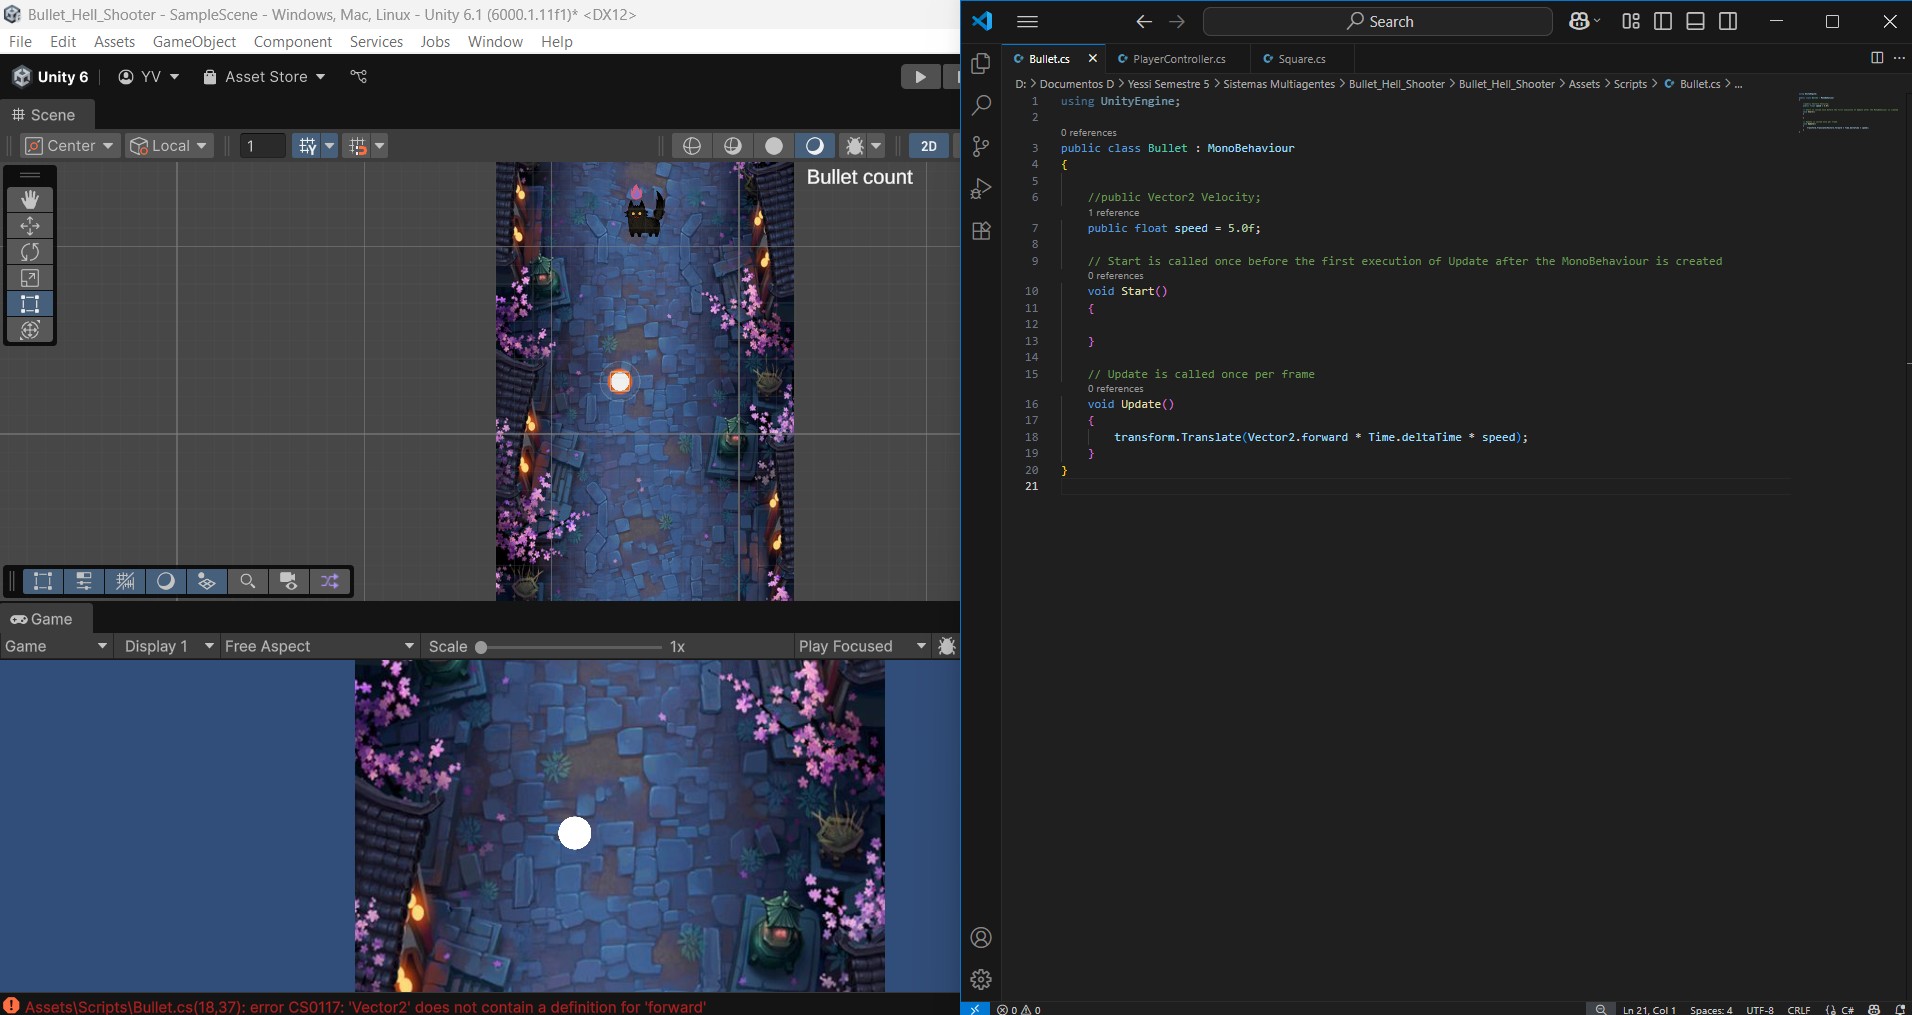 Bullet_Hell_Shooter - SampleScene - Windows, Mac, Linux - Unity 6.1 (6000.1.11f1)* <DX12>
File Edit Assets GameObject Component Services Jobs Window Help
Unity 6 YV Asset Store
Scene
Center Local 1 2D
Bullet count
Game
Game Display 1 Free Aspect Scale 1x Play Focused
Assets\Scripts\Bullet.cs(18,37): error CS0117: 'Vector2' does not contain a definition for 'forward'
Search
Bullet.cs PlayerController.cs Square.cs
D: > Documentos D > Yessi Semestre 5 > Sistemas Multiagentes > Bullet_Hell_Shooter > Bullet_Hell_Shooter > Assets > Scripts > Bullet.cs > ...
1 using UnityEngine;
2
0 references
3 public class Bullet : MonoBehaviour
4 {
5
6 //public Vector2 Velocity;
1 reference
7 public float speed = 5.0f;
8
9 // Start is called once before the first execution of Update after the MonoBehaviour is created
0 references
10 void Start()
11 {
12
13 }
14
15 // Update is called once per frame
0 references
16 void Update()
17 {
18 transform.Translate(Vector2.forward * Time.deltaTime * speed);
19 }
20 }
21
0 0 Ln 21, Col 1 Spaces: 4 UTF-8 CRLF {} C#